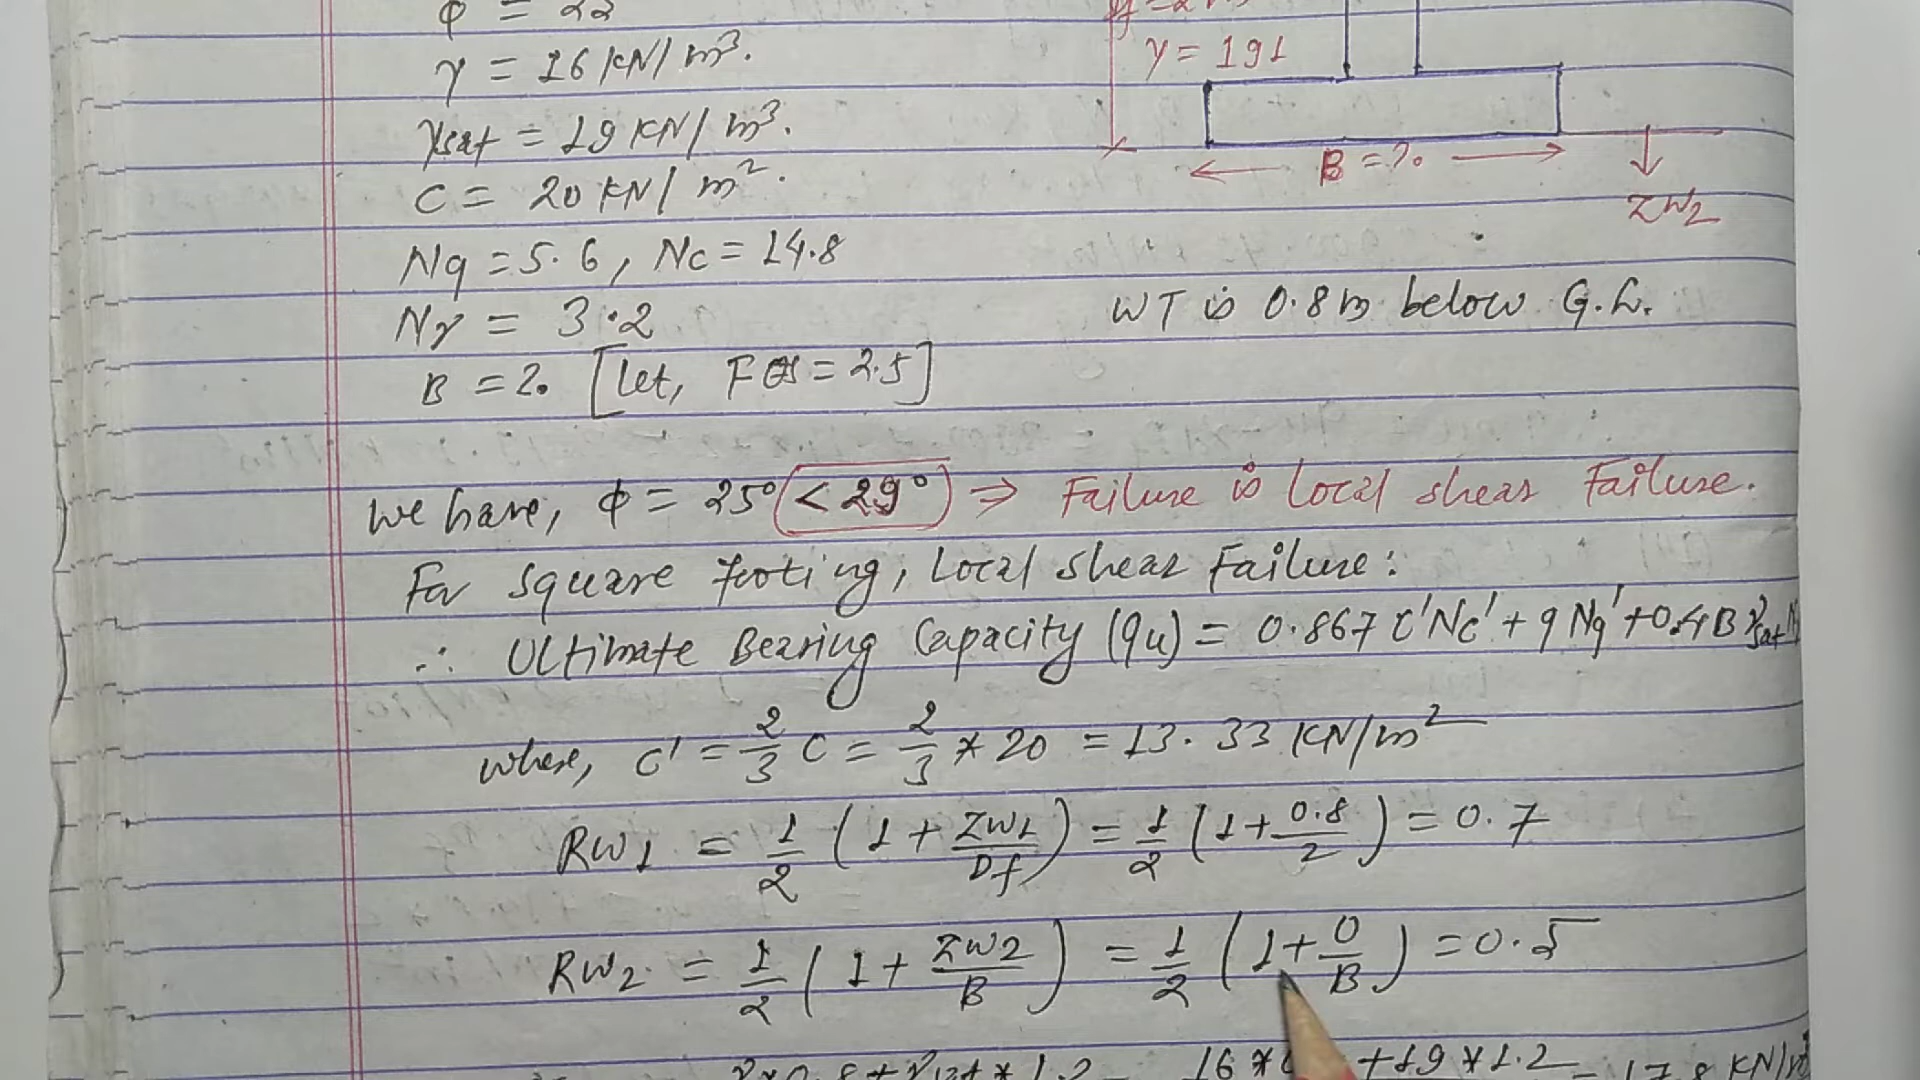 γ = 16 KN/m³.
γsat = 19 KN/m³.
C = 20 KN/m².
Nq = 5.6, Nc = 14.8
Nγ = 3.2
B = ?. [Let, FOS = 2.5]
γ = 191
B = ?.
ZW2
WT is 0.8m below G.L.
We have, φ = 25° (< 29°) ⇒ Failure is Local shear Failure.
For square footing, Local shear Failure:
∴ Ultimate Bearing Capacity (qu) = 0.867 C'Nc' + q Nq' + 0.4B γsat N
where, C' = 2/3 C = 2/3 * 20 = 13.33 KN/m²
RW1 = 1/2 (1 + ZW1/Df) = 1/2 (1 + 0.8/2) = 0.7
RW2 = 1/2 (1 + ZW2/B) = 1/2 (1 + 0/B) = 0.5